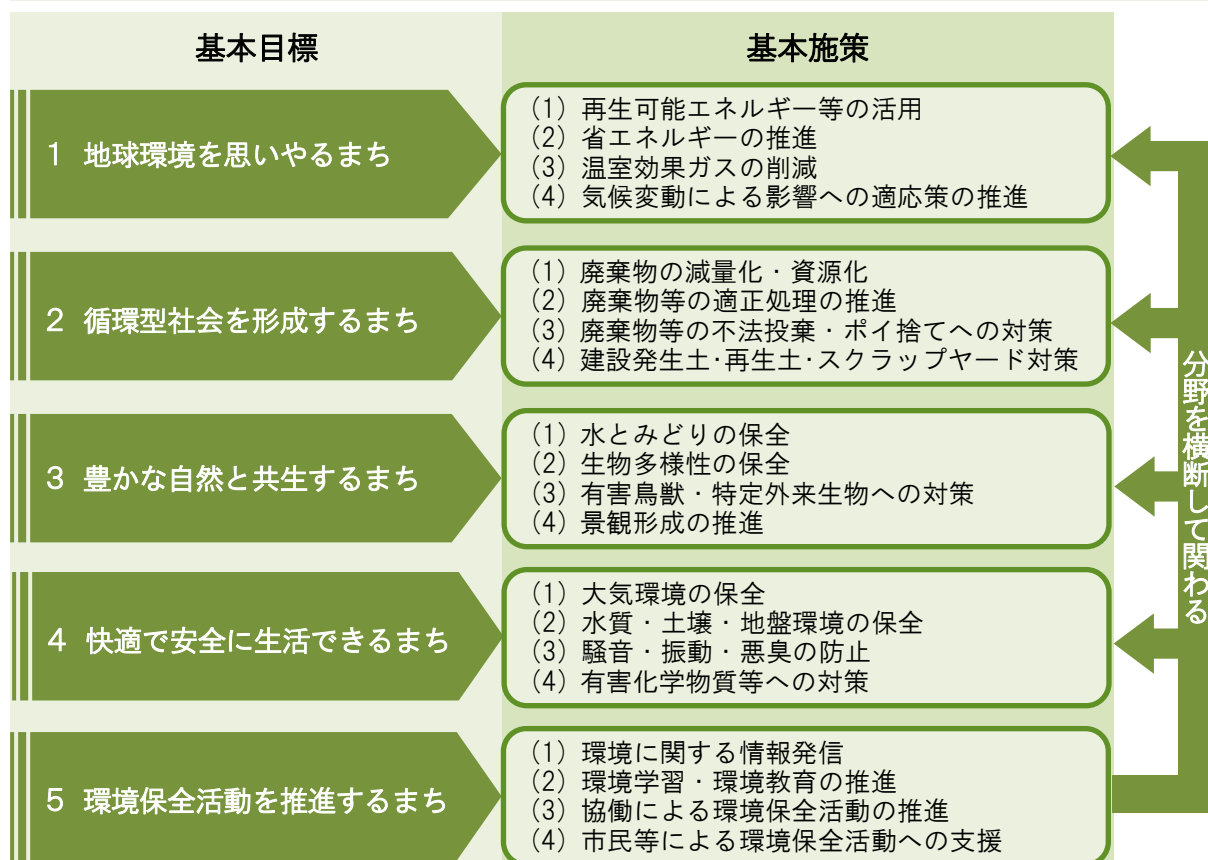 基本目標
基本施策
1 地球環境を思いやるまち
(1) 再生可能エネルギー等の活用
(2) 省エネルギーの推進
(3) 温室効果ガスの削減
(4) 気候変動による影響への適応策の推進
2 循環型社会を形成するまち
(1) 廃棄物の減量化・資源化
(2) 廃棄物等の適正処理の推進
(3) 廃棄物等の不法投棄・ポイ捨てへの対策
(4) 建設発生土・再生土・スクラップヤード対策
3 豊かな自然と共生するまち
(1) 水とみどりの保全
(2) 生物多様性の保全
(3) 有害鳥獣・特定外来生物への対策
(4) 景観形成の推進
4 快適で安全に生活できるまち
(1) 大気環境の保全
(2) 水質・土壌・地盤環境の保全
(3) 騒音・振動・悪臭の防止
(4) 有害化学物質等への対策
5 環境保全活動を推進するまち
(1) 環境に関する情報発信
(2) 環境学習・環境教育の推進
(3) 協働による環境保全活動の推進
(4) 市民等による環境保全活動への支援
分野を横断して関わる